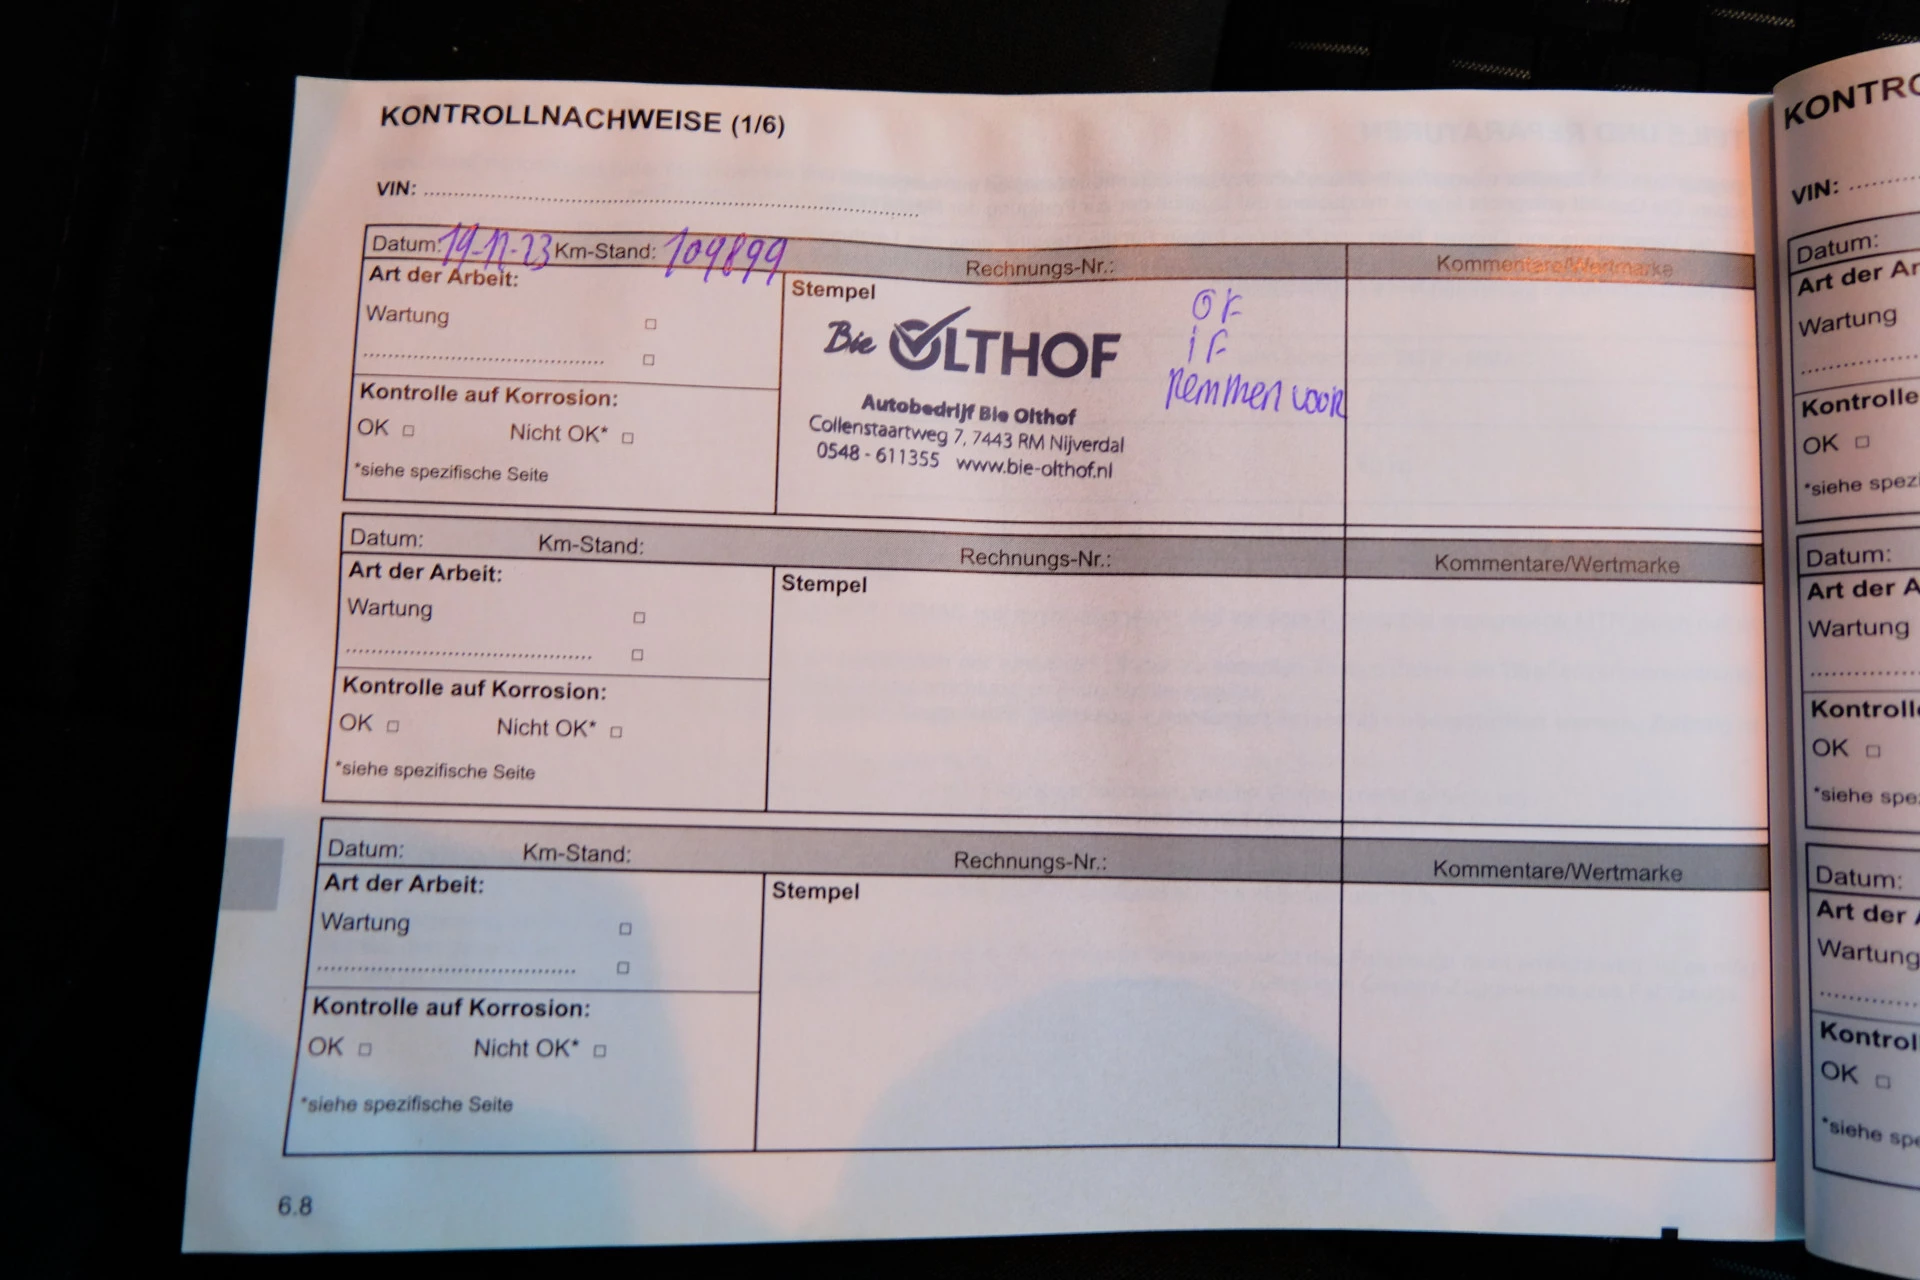 KONTROLLNACHWEISE (1/6)
VIN:
Datum: 19-11-23 Km-Stand: 109899 Rechnungs-Nr.: Kommentare/Wertmarke
Art der Arbeit:
Wartung
Kontrolle auf Korrosion:
OK Nicht OK*
*siehe spezifische Seite
Stempel
Bie OLTHOF
Autobedrijf Bie Olthof
Collenstaartweg 7, 7443 RM Nijverdal
0548 - 611355 www.bie-olthof.nl
OF
IF
Remmen voor
Datum: Km-Stand: Rechnungs-Nr.: Kommentare/Wertmarke
Art der Arbeit:
Wartung
Kontrolle auf Korrosion:
OK Nicht OK*
*siehe spezifische Seite
Stempel
Datum: Km-Stand: Rechnungs-Nr.: Kommentare/Wertmarke
Art der Arbeit:
Wartung
Kontrolle auf Korrosion:
OK Nicht OK*
*siehe spezifische Seite
Stempel
6.8
KONTRO
VIN:
Datum:
Art der Ar
Wartung
Kontrolle
OK
*siehe spezi
Datum:
Art der A
Wartung
Kontrolle
OK
*siehe spe
Datum:
Art der
Wartung
Kontrol
OK
*siehe spe